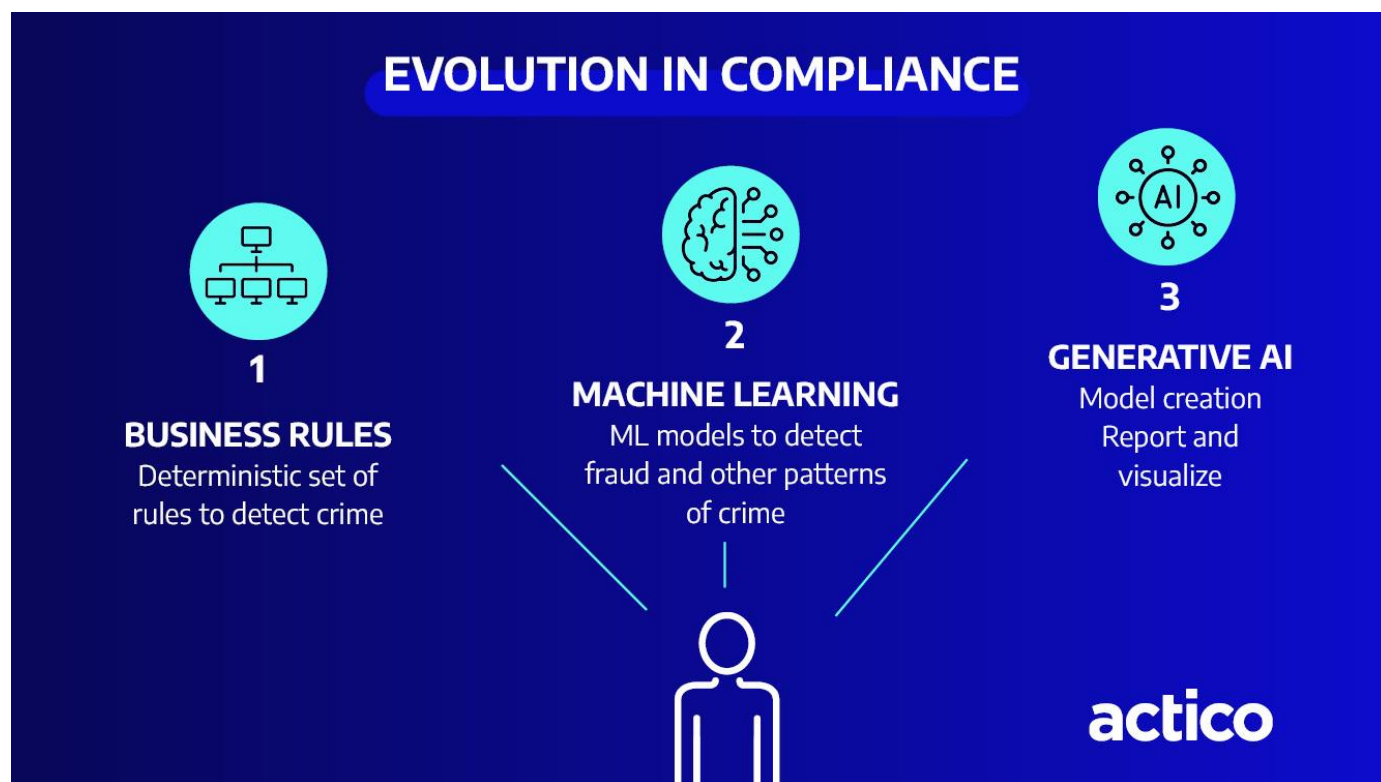 EVOLUTION IN COMPLIANCE
1
BUSINESS RULES
Deterministic set of
rules to detect crime
2
MACHINE LEARNING
ML models to detect
fraud and other patterns
of crime
AI
3
GENERATIVE AI
Model creation
Report and
visualize
actico